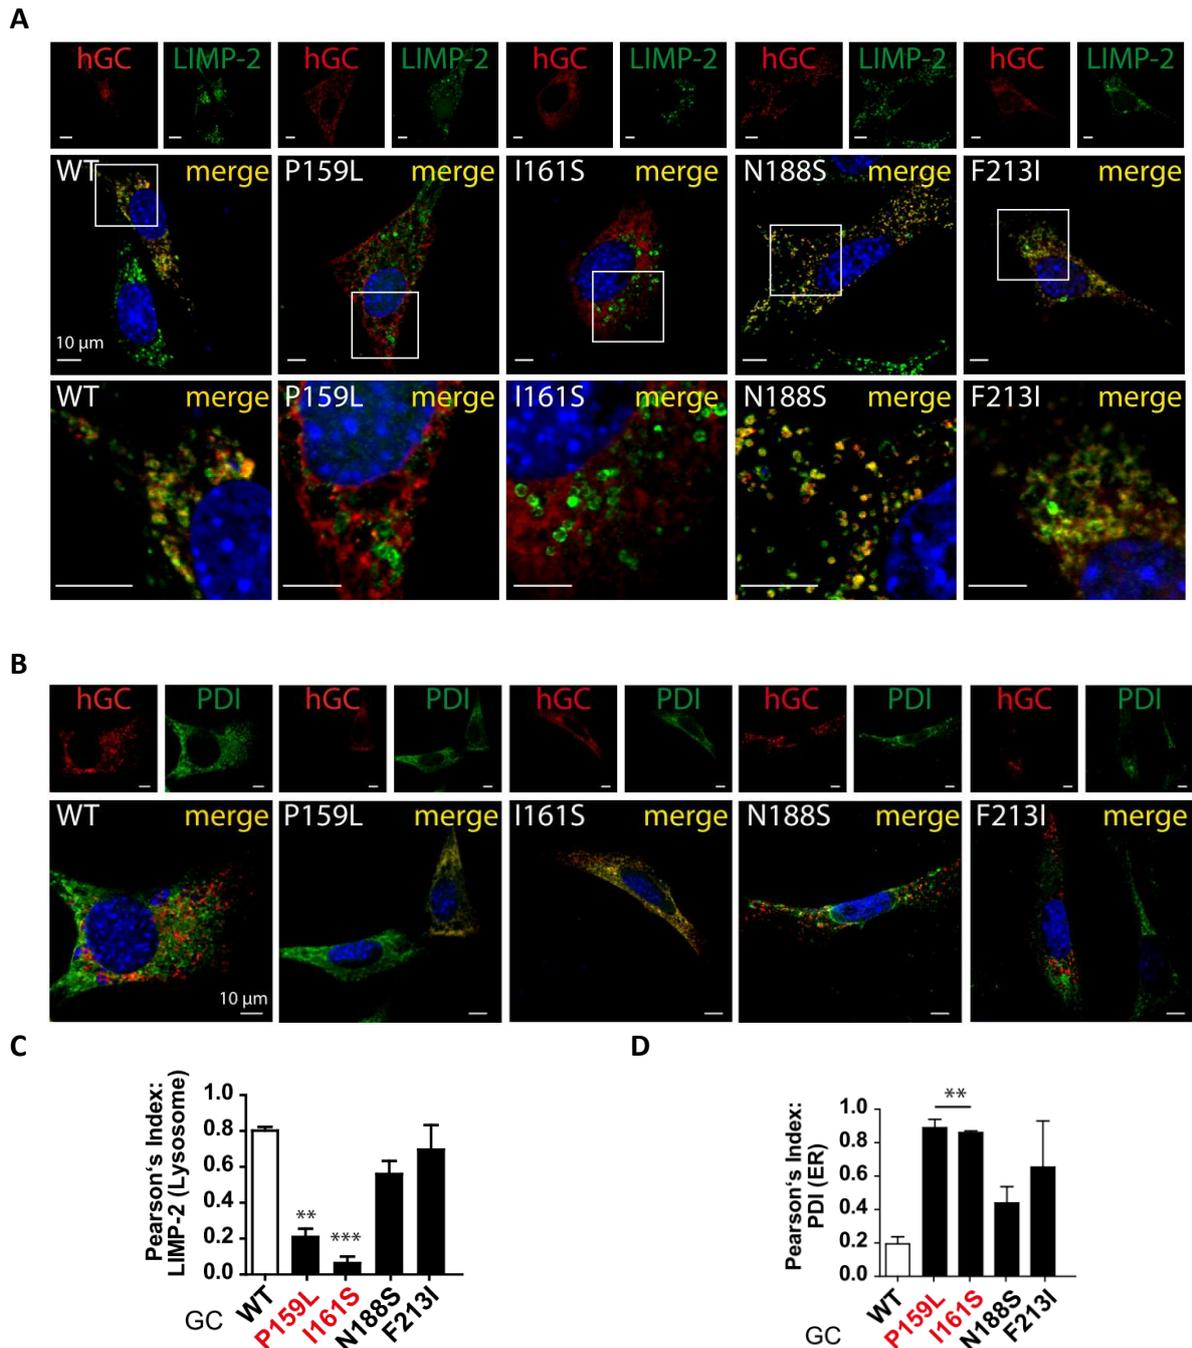 A
hGC LIMP-2 hGC LIMP-2 hGC LIMP-2 hGC LIMP-2 hGC LIMP-2
WT merge P159L merge I161S merge N188S merge F213I merge
10 µm
WT merge P159L merge I161S merge N188S merge F213I merge
B
hGC PDI hGC PDI hGC PDI hGC PDI hGC PDI
WT merge P159L merge I161S merge N188S merge F213I merge
10 µm
C
Pearson‘s Index:
LIMP-2 (Lysosome)
1.0
0.8
0.6
0.4
0.2
0.0
**
***
GC WT P159L I161S N188S F213I
D
Pearson‘s Index:
PDI (ER)
1.0
0.8
0.6
0.4
0.2
0.0
**
GC WT P159L I161S N188S F213I